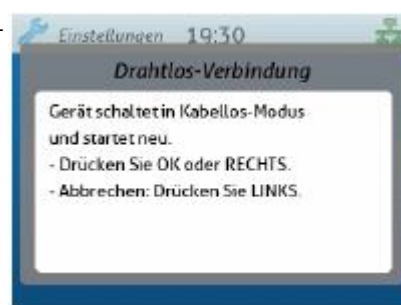 Einstellungen 19:30
Drahtlos-Verbindung
Gerät schaltet in Kabellos-Modus
und startet neu.
- Drücken Sie OK oder RECHTS.
- Abbrechen: Drücken Sie LINKS.